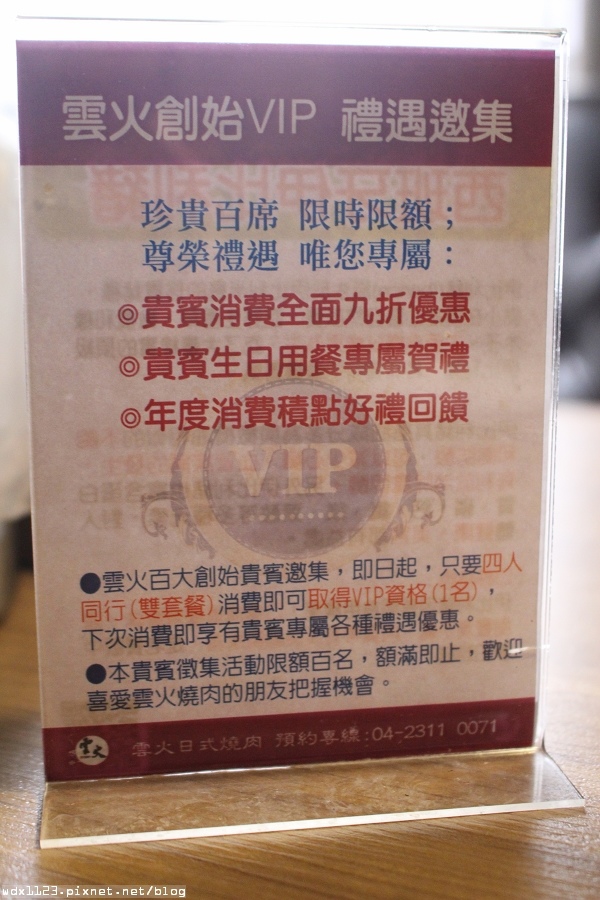 雲火創始VIP 禮遇邀集
珍貴百席 限時限額；
尊榮禮遇 唯您專屬：
◎貴賓消費全面九折優惠
◎貴賓生日用餐專屬賀禮
◎年度消費積點好禮回饋
VIP
●雲火百大創始貴賓邀集，即日起，只要四人
同行(雙套餐)消費即可取得VIP資格(1名)，
下次消費即享有貴賓專屬各種禮遇優惠。
●本貴賓徵集活動限額百名，額滿即止，歡迎
喜愛雲火燒肉的朋友把握機會。
雲火日式燒肉 預約專線:04-2311 0071
wdx1123.pixnet.net/blog